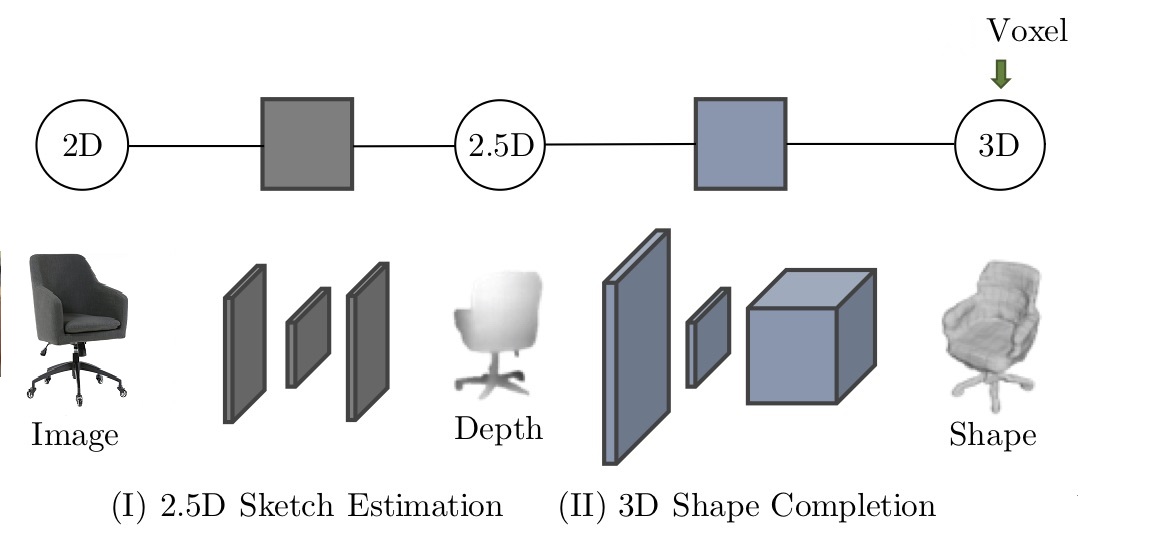 Voxel
2D
2.5D
3D
Image
Depth
Shape
(I) 2.5D Sketch Estimation
(II) 3D Shape Completion